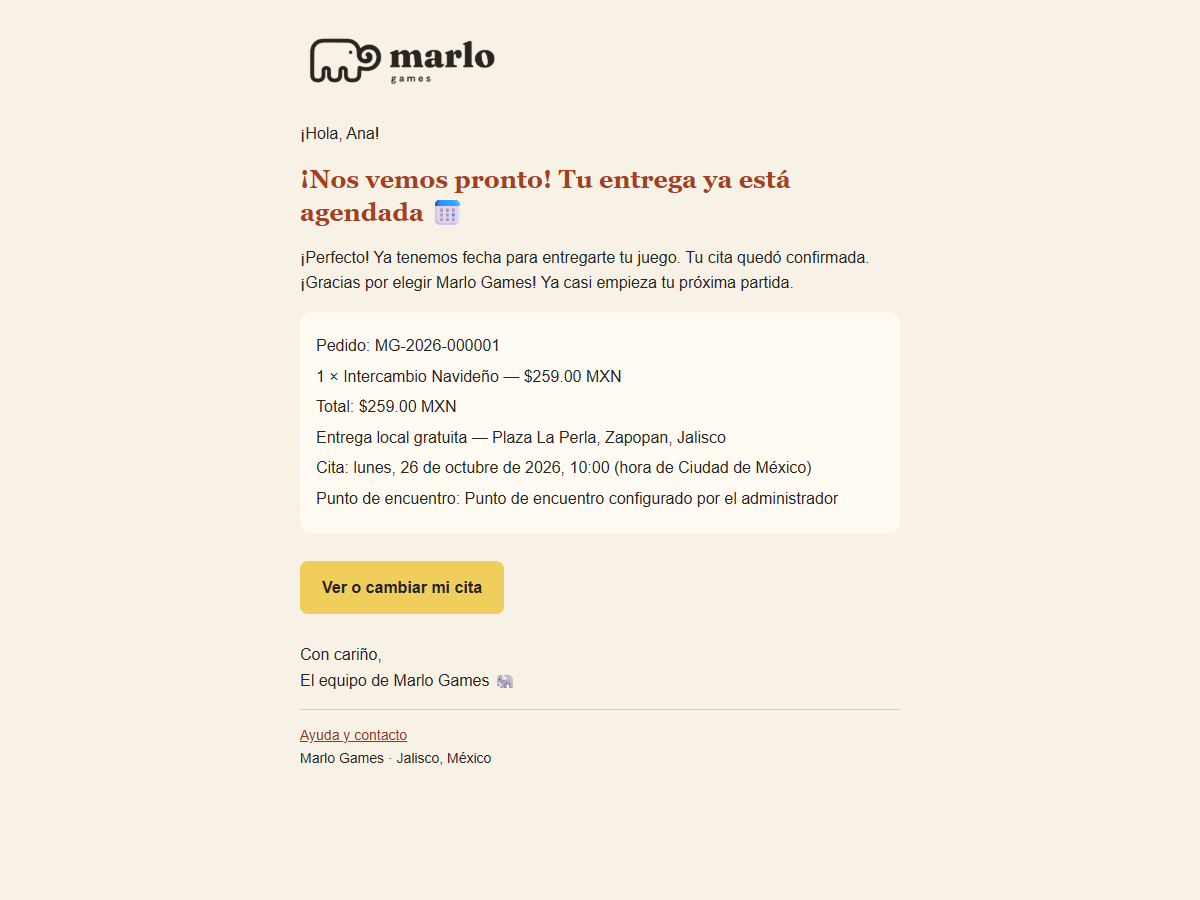 marlo
games
¡Hola, Ana!
¡Nos vemos pronto! Tu entrega ya está
agendada
¡Perfecto! Ya tenemos fecha para entregarte tu juego. Tu cita quedó confirmada.
¡Gracias por elegir Marlo Games! Ya casi empieza tu próxima partida.
Pedido: MG-2026-000001
1 × Intercambio Navideño — $259.00 MXN
Total: $259.00 MXN
Entrega local gratuita — Plaza La Perla, Zapopan, Jalisco
Cita: lunes, 26 de octubre de 2026, 10:00 (hora de Ciudad de México)
Punto de encuentro: Punto de encuentro configurado por el administrador
Ver o cambiar mi cita
Con cariño,
El equipo de Marlo Games
Ayuda y contacto
Marlo Games · Jalisco, México